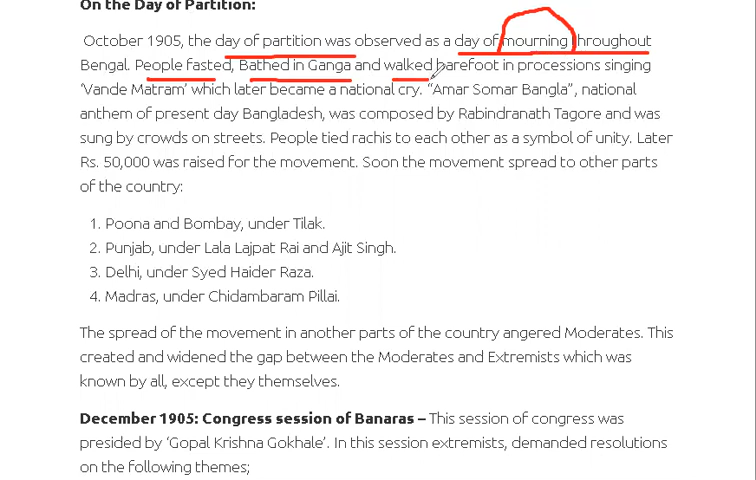 On the Day of Partition:
October 1905, the day of partition was observed as a day of mourning throughout
Bengal. People fasted, Bathed in Ganga and walked barefoot in processions singing
‘Vande Matram’ which later became a national cry. “Amar Somar Bangla”, national
anthem of present day Bangladesh, was composed by Rabindranath Tagore and was
sung by crowds on streets. People tied rachis to each other as a symbol of unity. Later
Rs. 50,000 was raised for the movement. Soon the movement spread to other parts
of the country:
1. Poona and Bombay, under Tilak.
2. Punjab, under Lala Lajpat Rai and Ajit Singh.
3. Delhi, under Syed Haider Raza.
4. Madras, under Chidambaram Pillai.
The spread of the movement in another parts of the country angered Moderates. This
created and widened the gap between the Moderates and Extremists which was
known by all, except they themselves.
December 1905: Congress session of Banaras – This session of congress was
presided by ‘Gopal Krishna Gokhale’. In this session extremists, demanded resolutions
on the following themes;